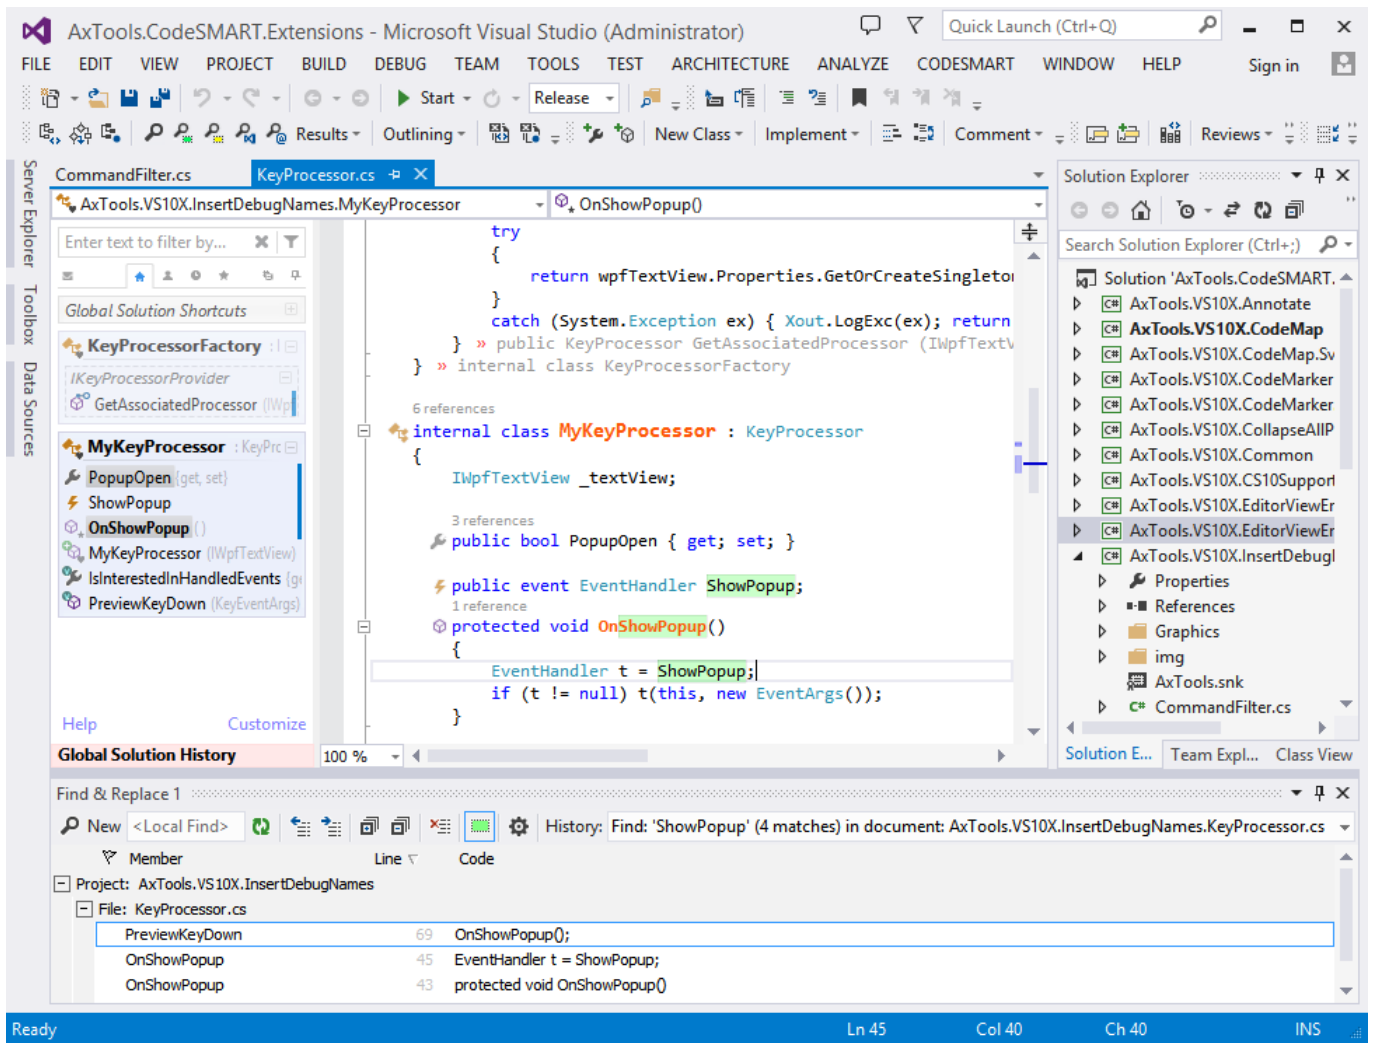 AxTools.CodeSMART.Extensions - Microsoft Visual Studio (Administrator)
Quick Launch (Ctrl+Q)
FILE EDIT VIEW PROJECT BUILD DEBUG TEAM TOOLS TEST ARCHITECTURE ANALYZE CODESMART WINDOW HELP Sign in
Start Release
Results Outlining New Class Implement Comment Reviews
Server Explorer
Toolbox
Data Sources
CommandFilter.cs KeyProcessor.cs
AxTools.VS10X.InsertDebugNames.MyKeyProcessor OnShowPopup()
Enter text to filter by...
Global Solution Shortcuts
KeyProcessorFactory :
IKeyProcessorProvider
GetAssociatedProcessor (IWp
MyKeyProcessor : KeyPrc
PopupOpen {get, set}
ShowPopup
OnShowPopup ()
MyKeyProcessor (IWpfTextView)
IsInterestedInHandledEvents {g
PreviewKeyDown (KeyEventArgs)
Help Customize
Global Solution History
try
{
return wpfTextView.Properties.GetOrCreateSingleto
}
catch (System.Exception ex) { Xout.LogExc(ex); return
} » public KeyProcessor GetAssociatedProcessor (IWpfTextV
} » internal class KeyProcessorFactory
6 references
internal class MyKeyProcessor : KeyProcessor
{
IWpfTextView _textView;
3 references
public bool PopupOpen { get; set; }
public event EventHandler ShowPopup;
1 reference
protected void OnShowPopup()
{
EventHandler t = ShowPopup;
if (t != null) t(this, new EventArgs());
}
100 %
Solution Explorer
Search Solution Explorer (Ctrl+;)
Solution 'AxTools.CodeSMART.
C# AxTools.VS10X.Annotate
C# AxTools.VS10X.CodeMap
C# AxTools.VS10X.CodeMap.Sv
C# AxTools.VS10X.CodeMarker
C# AxTools.VS10X.CodeMarker
C# AxTools.VS10X.CollapseAllP
C# AxTools.VS10X.Common
C# AxTools.VS10X.CS10Support
C# AxTools.VS10X.EditorViewEr
C# AxTools.VS10X.EditorViewEr
C# AxTools.VS10X.InsertDebugl
Properties
References
Graphics
img
AxTools.snk
C# CommandFilter.cs
Solution E... Team Expl... Class View
Find & Replace 1
New <Local Find> History: Find: 'ShowPopup' (4 matches) in document: AxTools.VS10X.InsertDebugNames.KeyProcessor.cs
Member Line Code
Project: AxTools.VS10X.InsertDebugNames
File: KeyProcessor.cs
PreviewKeyDown 69 OnShowPopup();
OnShowPopup 45 EventHandler t = ShowPopup;
OnShowPopup 43 protected void OnShowPopup()
Ready Ln 45 Col 40 Ch 40 INS